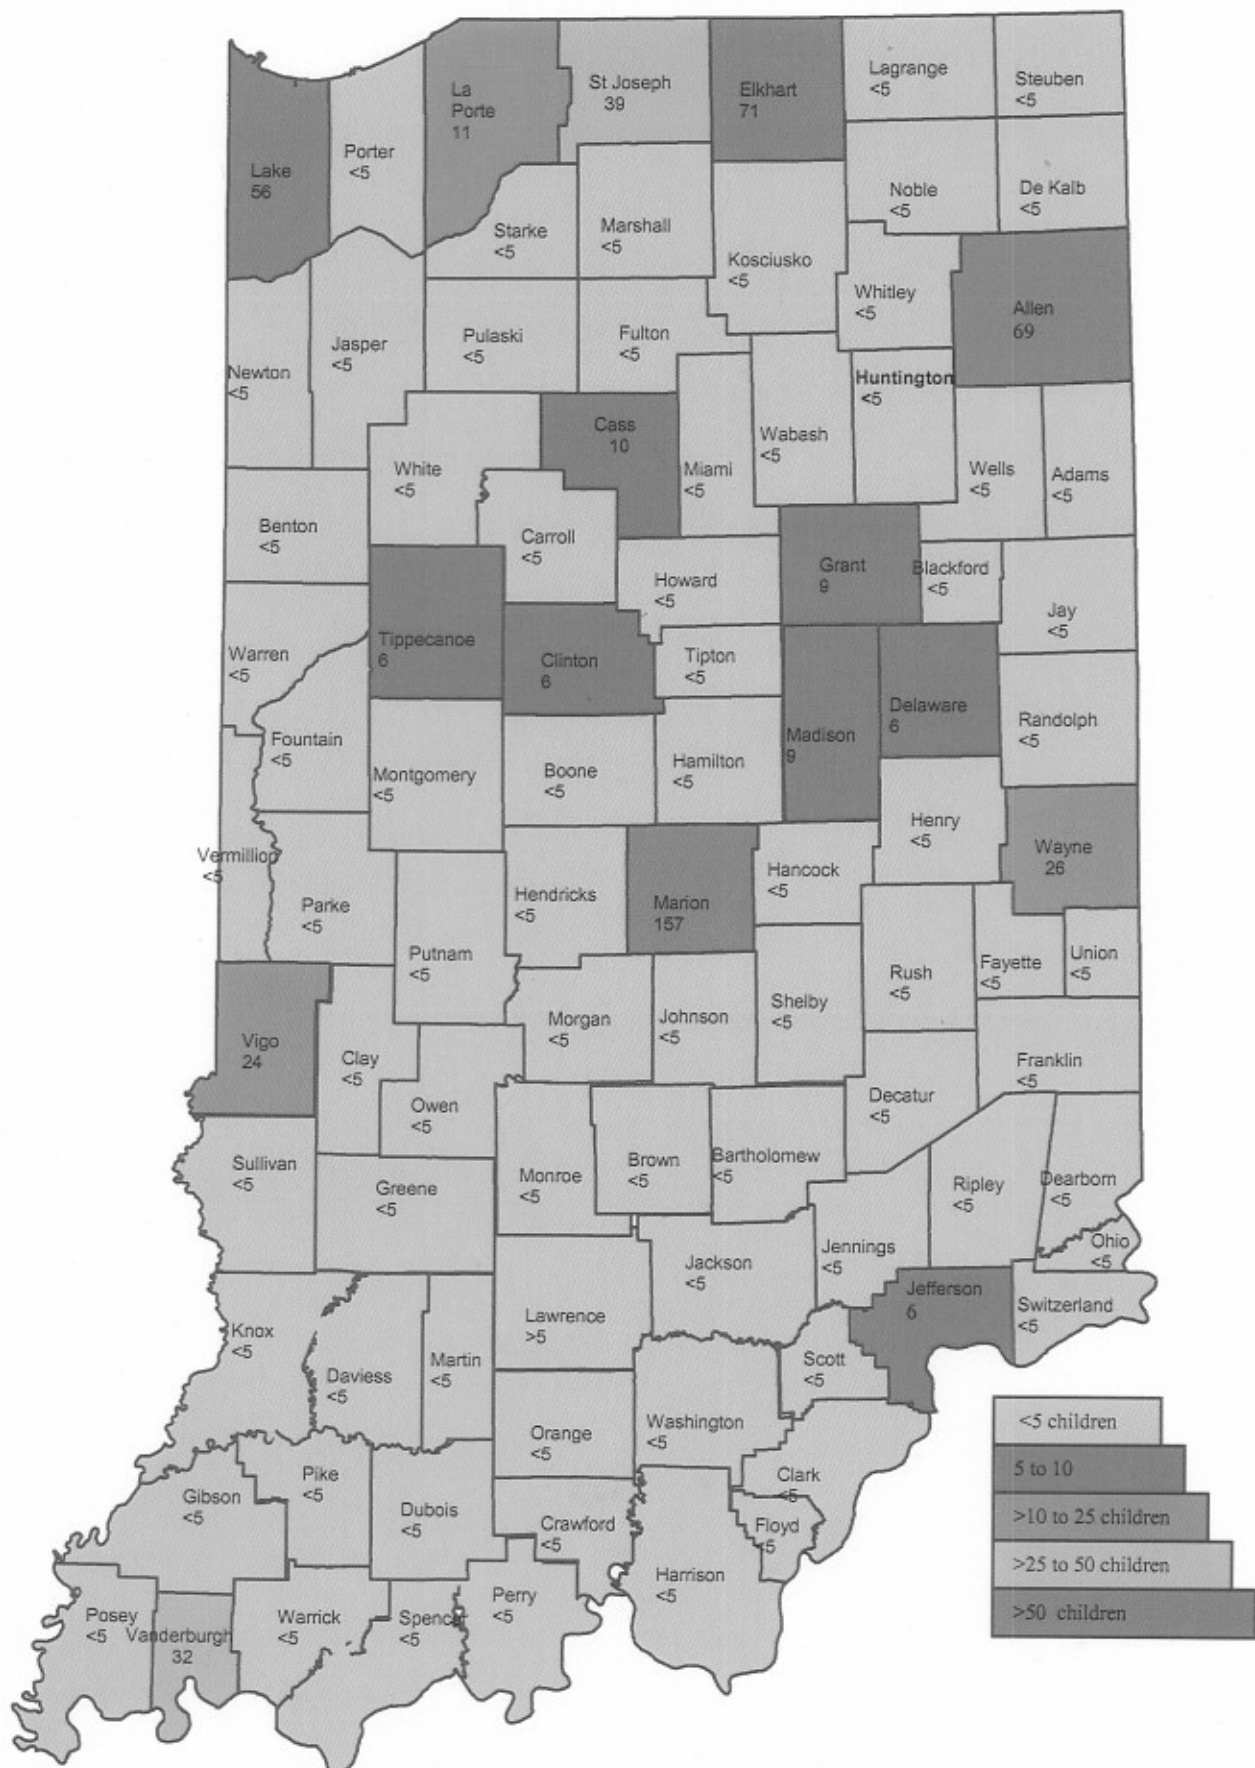 La
Porte
11
St Joseph
39
Elkhart
71
Lagrange
<5
Steuben
<5
Lake
56
Porter
<5
Starke
<5
Marshall
<5
Kosciusko
<5
Noble
<5
De Kalb
<5
Whitley
<5
Allen
69
Newton
<5
Jasper
<5
Pulaski
<5
Fulton
<5
Huntington
<5
Cass
10
Wabash
<5
White
<5
Miami
<5
Wells
<5
Adams
<5
Benton
<5
Carroll
<5
Howard
<5
Grant
9
Blackford
<5
Jay
<5
Warren
<5
Tippecanoe
6
Clinton
6
Tipton
<5
Delaware
6
Randolph
<5
Fountain
<5
Montgomery
<5
Boone
<5
Hamilton
<5
Madison
9
Henry
<5
Wayne
26
Vermillion
<5
Parke
<5
Hendricks
<5
Marion
157
Hancock
<5
Putnam
<5
Rush
<5
Fayette
<5
Union
<5
Vigo
24
Clay
<5
Morgan
<5
Johnson
<5
Shelby
<5
Franklin
<5
Owen
<5
Decatur
<5
Sullivan
<5
Greene
<5
Monroe
<5
Brown
<5
Bartholomew
<5
Ripley
<5
Dearborn
<5
Jackson
<5
Jennings
<5
Ohio
<5
Knox
<5
Daviess
<5
Martin
<5
Lawrence
>5
Jefferson
6
Switzerland
<5
Scott
<5
Orange
<5
Washington
<5
Clark
<5
Gibson
<5
Pike
<5
Dubois
<5
Crawford
<5
Floyd
<5
Harrison
<5
Posey
<5
Vanderburgh
32
Warrick
<5
Spencer
<5
Perry
<5
<5 children
5 to 10
>10 to 25 children
>25 to 50 children
>50 children